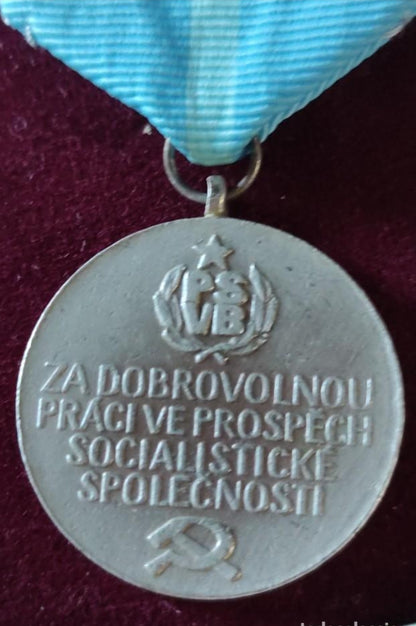 PS
VB
ZA DOBROVOLNOU
PRÁCI VE PROSPĚCH
SOCIALISTICKÉ
SPOLEČNOSTI